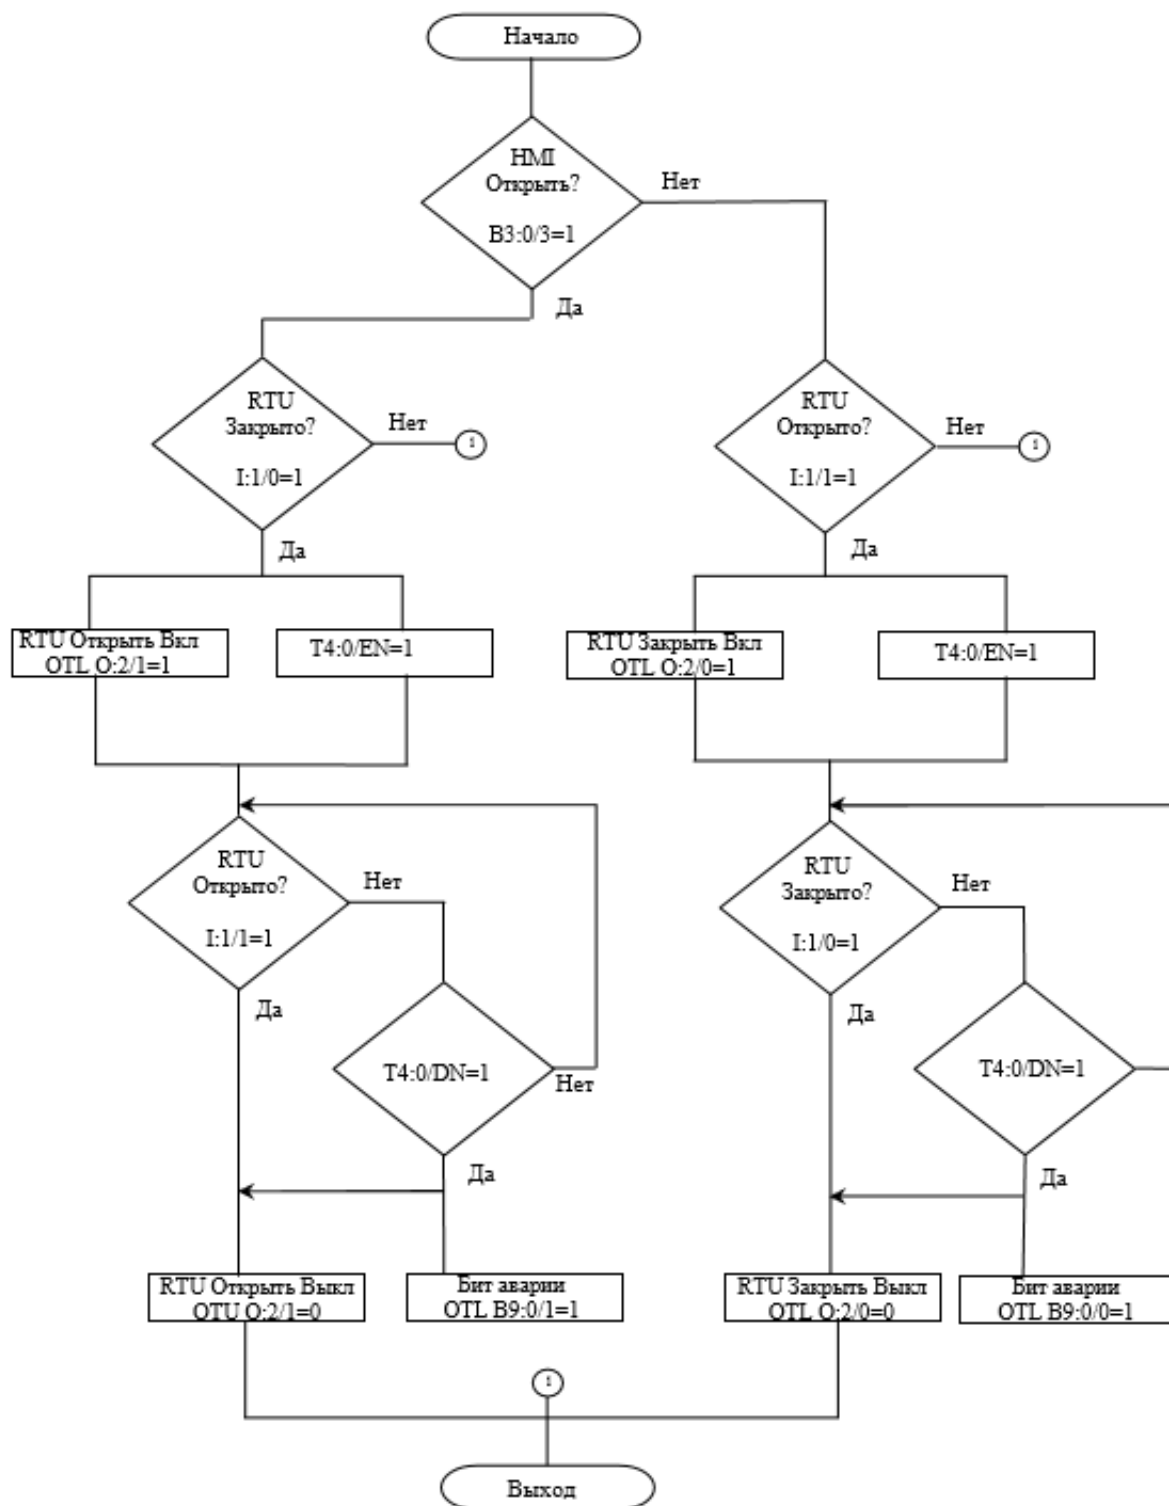 Начало
HMI
Открыть?
B3:0/3=1
Нет
Да
RTU
Закрыто?
I:1/0=1
Нет
1
Да
RTU
Открыто?
I:1/1=1
Нет
1
Да
RTU Открыть Вкл
OTL O:2/1=1
T4:0/EN=1
RTU Закрыть Вкл
OTL O:2/0=1
T4:0/EN=1
RTU
Открыто?
I:1/1=1
Нет
Да
T4:0/DN=1
Нет
Да
RTU
Закрыто?
I:1/0=1
Нет
Да
T4:0/DN=1
Да
RTU Открыть Выкл
OTU O:2/1=0
Бит аварии
OTL B9:0/1=1
RTU Закрыть Выкл
OTL O:2/0=0
Бит аварии
OTL B9:0/0=1
1
Выход